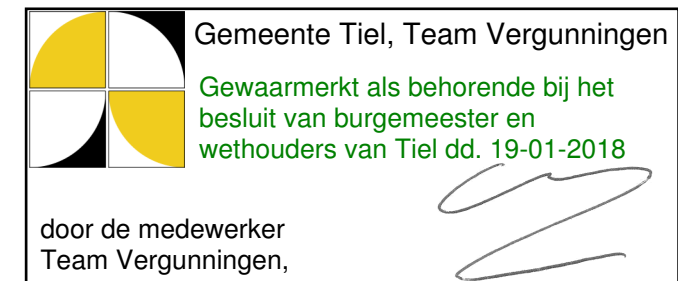 Gemeente Tiel, Team Vergunningen
Gewaarmerkt als behorende bij het
besluit van burgemeester en
wethouders van Tiel dd. 19-01-2018
door de medewerker
Team Vergunningen,